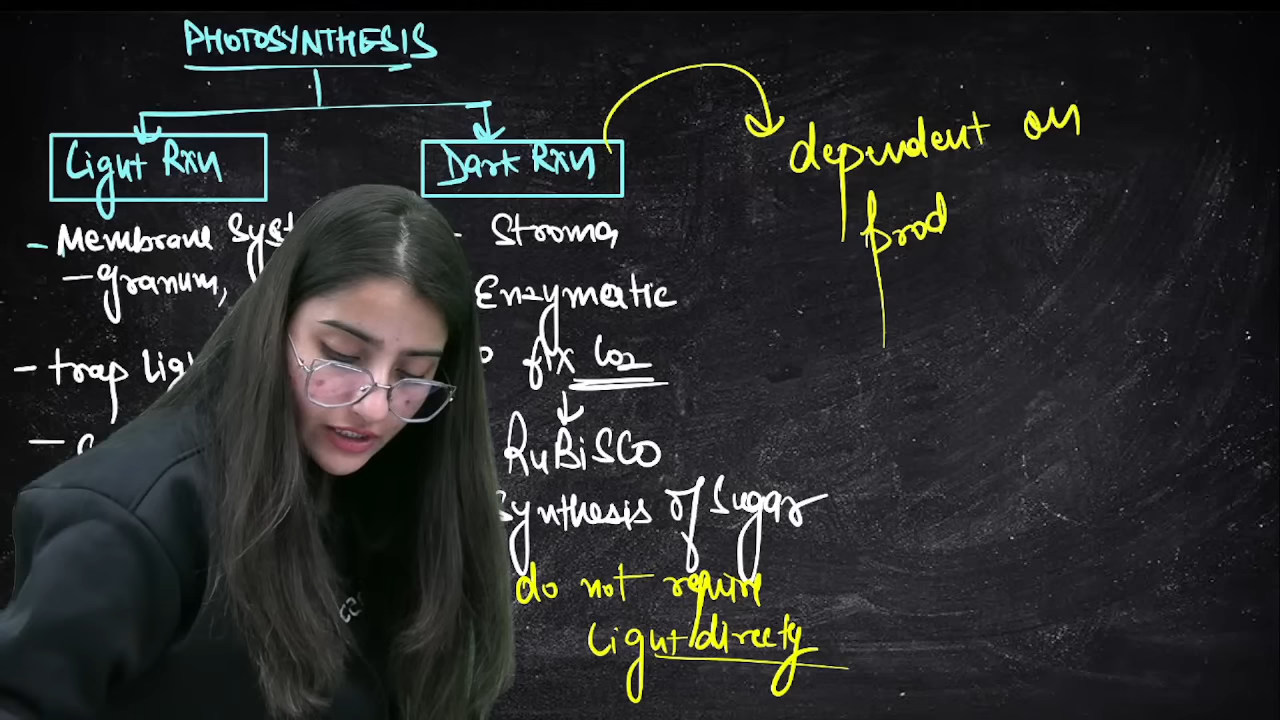 PHOTOSYNTHESIS
Light Rxn
Dark Rxn
dependent on
prod
- Membrane Syst
- granum,
- trap Lig
-
- Stroma
Enzymatic
fix CO2
RuBisCO
Synthesis of Sugar
do not require
Light directly